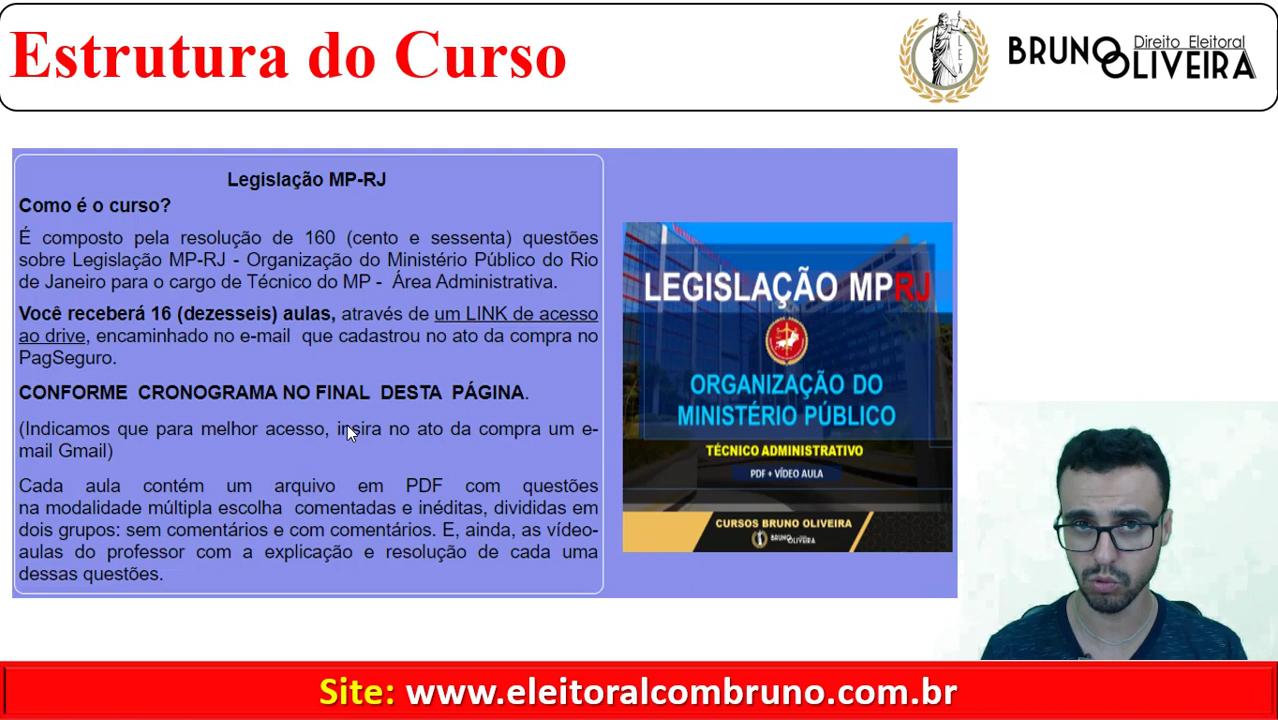 Estrutura do Curso
LEX
BRUNO OLIVEIRA
Direito Eleitoral
Legislação MP-RJ
Como é o curso?
É composto pela resolução de 160 (cento e sessenta) questões
sobre Legislação MP-RJ - Organização do Ministério Público do Rio
de Janeiro para o cargo de Técnico do MP - Área Administrativa.
Você receberá 16 (dezesseis) aulas, através de um LINK de acesso
ao drive, encaminhado no e-mail que cadastrou no ato da compra no
PagSeguro.
CONFORME CRONOGRAMA NO FINAL DESTA PÁGINA.
(Indicamos que para melhor acesso, insira no ato da compra um e-
mail Gmail)
Cada aula contém um arquivo em PDF com questões
na modalidade múltipla escolha comentadas e inéditas, divididas em
dois grupos: sem comentários e com comentários. E, ainda, as vídeo-
aulas do professor com a explicação e resolução de cada uma
dessas questões.
LEGISLAÇÃO MPRJ
ORGANIZAÇÃO DO
MINISTÉRIO PÚBLICO
TÉCNICO ADMINISTRATIVO
PDF + VÍDEO AULA
CURSOS BRUNO OLIVEIRA
BRUNO OLIVEIRA
Site: www.eleitoralcombruno.com.br